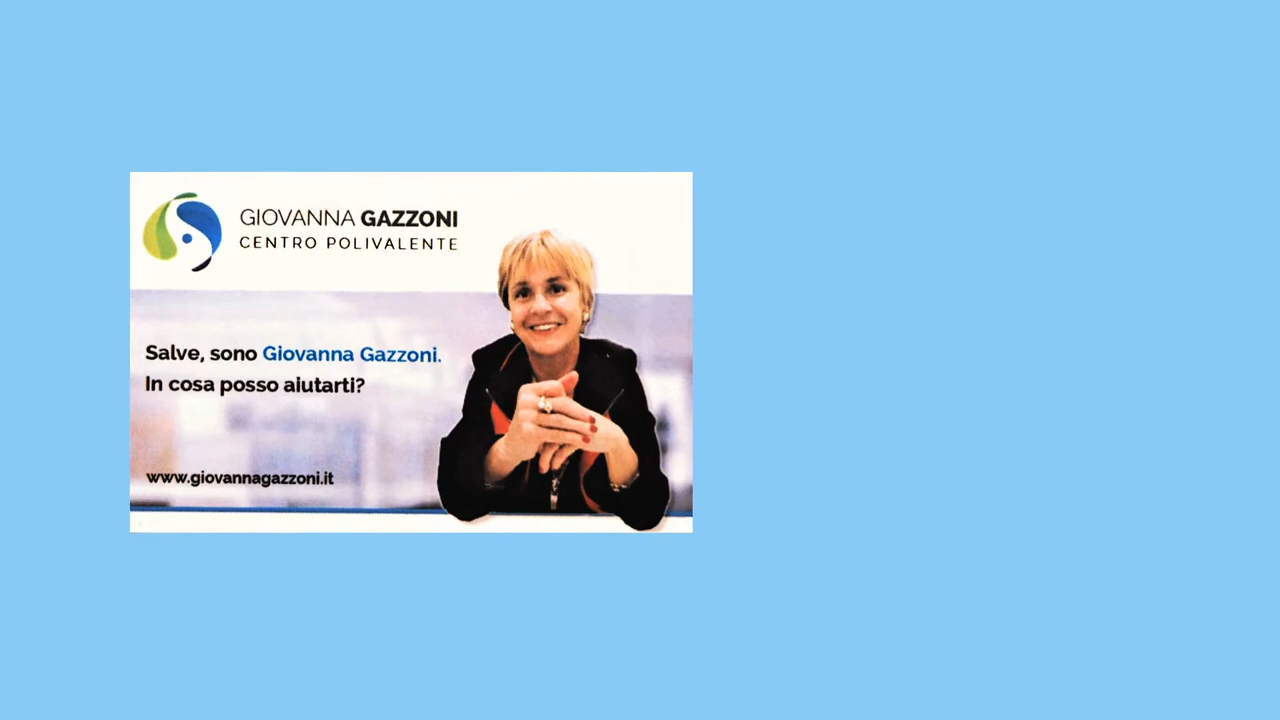 GIOVANNA GAZZONI
CENTRO POLIVALENTE
Salve, sono Giovanna Gazzoni.
In cosa posso aiutarti?
www.giovannagazzoni.it